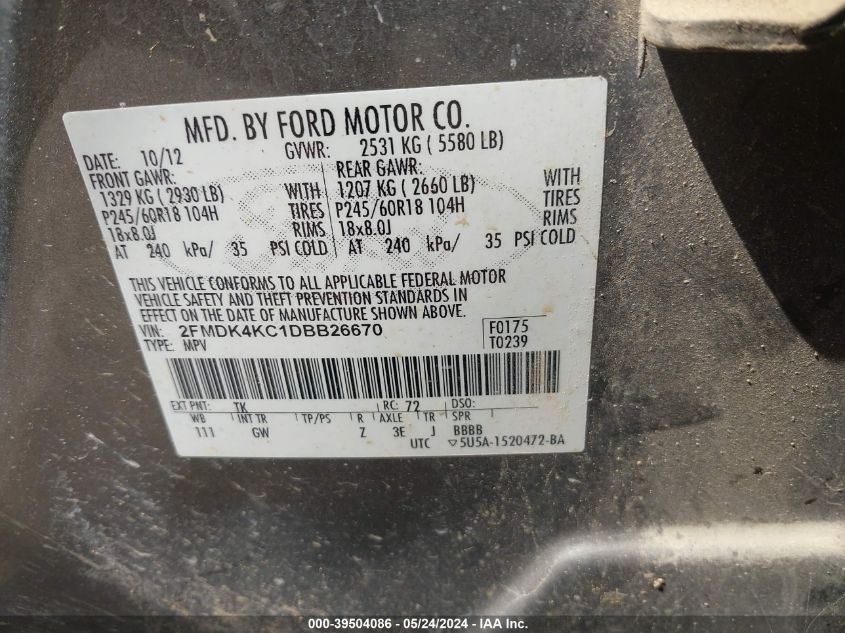 MFD. BY FORD MOTOR CO.
DATE: 10/12 GVWR: 2531 KG ( 5580 LB)
FRONT GAWR: REAR GAWR:
1329 KG ( 2930 LB) WITH 1207 KG ( 2660 LB) WITH
P245/60R18 104H TIRES P245/60R18 104H TIRES
18x8.0J RIMS 18x8.0J RIMS
AT 240 kPa/ 35 PSI COLD AT 240 kPa/ 35 PSI COLD
THIS VEHICLE CONFORMS TO ALL APPLICABLE FEDERAL MOTOR
VEHICLE SAFETY AND THEFT PREVENTION STANDARDS IN
EFFECT ON THE DATE OF MANUFACTURE SHOWN ABOVE.
VIN: 2FMDK4KC1DBB26670 F0175
TYPE: MPV T0239
EXT PNT: TK RC: 72 DSO:
WB INT TR TP/PS R AXLE TR SPR
111 GW Z 3E J BBBB
UTC ▽5U5A-1520472-BA
000-39504086 / 05/24/2024 / Copyright 2024 IAA, Inc.